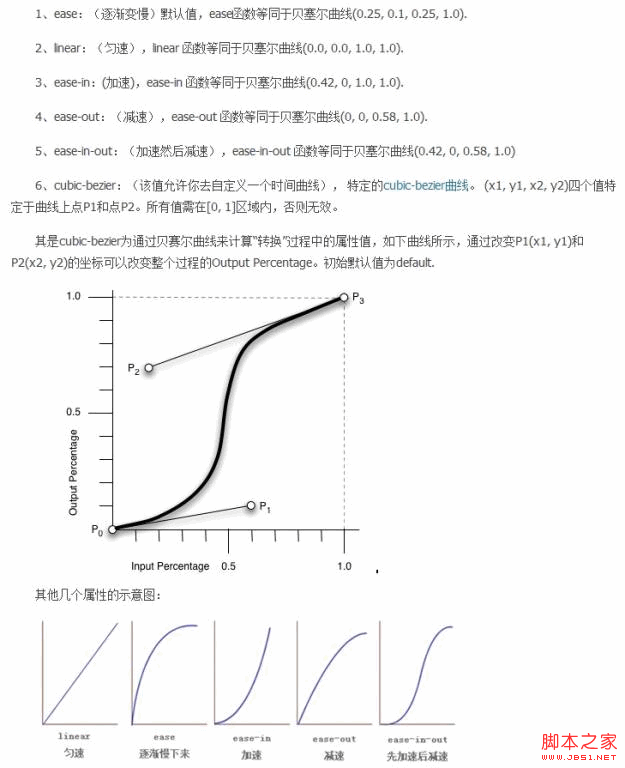 1、ease：（逐渐变慢）默认值，ease函数等同于贝塞尔曲线(0.25, 0.1, 0.25, 1.0).
2、linear：（匀速），linear 函数等同于贝塞尔曲线(0.0, 0.0, 1.0, 1.0).
3、ease-in：(加速)，ease-in 函数等同于贝塞尔曲线(0.42, 0, 1.0, 1.0).
4、ease-out：（减速），ease-out 函数等同于贝塞尔曲线(0, 0, 0.58, 1.0).
5、ease-in-out：（加速然后减速），ease-in-out 函数等同于贝塞尔曲线(0.42, 0, 0.58, 1.0)
6、cubic-bezier：（该值允许你去自定义一个时间曲线）， 特定的cubic-bezier曲线。 (x1, y1, x2, y2)四个值特
定于曲线上点P1和点P2。所有值需在[0, 1]区域内，否则无效。
其是cubic-bezier为通过贝赛尔曲线来计算“转换”过程中的属性值，如下曲线所示，通过改变P1(x1, y1)和
P2(x2, y2)的坐标可以改变整个过程的Output Percentage。初始默认值为default.
1.0
P3
P2
0.5
Output Percentage
P1
P0
Input Percentage 0.5 1.0
其他几个属性的示意图：
linear ease ease-in ease-out ease-in-out
匀速 逐渐慢下来 加速 减速 先加速后减速
脚本之家
WWW.JB51.NET